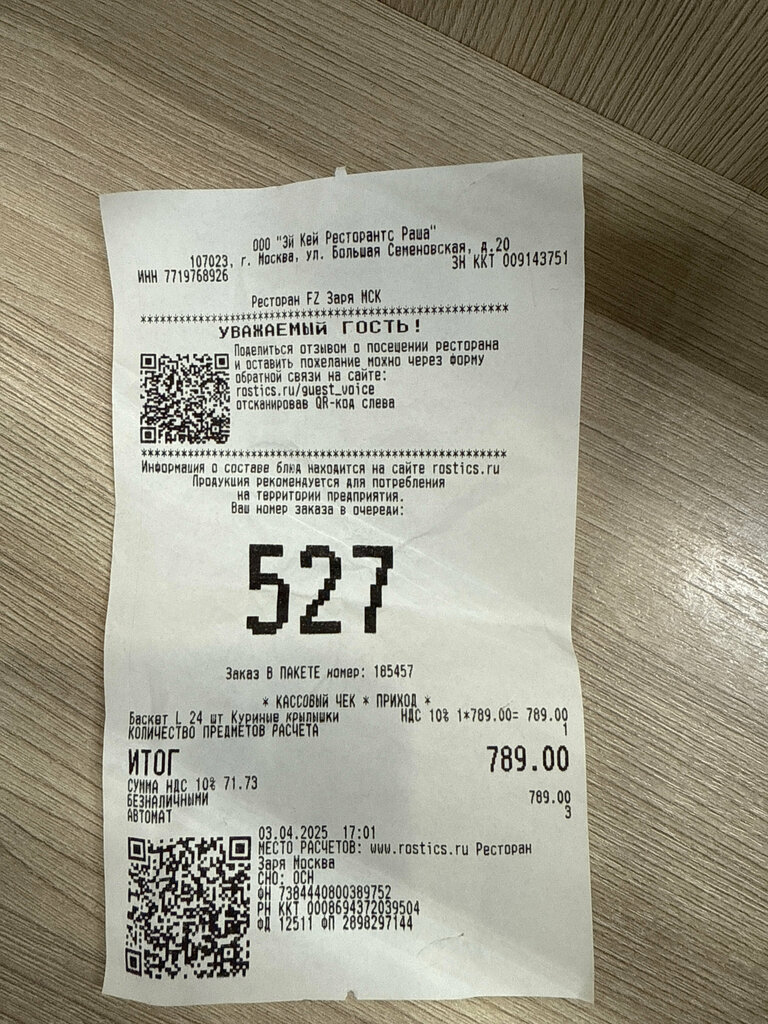 ООО "Эй Кей Ресторантс Раша"
107023, г. Москва, ул. Большая Семеновская, д.20
ИНН 7719768926 ЗН ККТ 009143751
Ресторан FZ Заря МСК
*********************************************
УВАЖАЕМЫЙ ГОСТЬ!
Поделиться отзывом о посещении ресторана
и оставить пожелание можно через форму
обратной связи на сайте:
rostics.ru/guest_voice
отсканировав QR-код слева
*********************************************
Информация о составе блюд находится на сайте rostics.ru
Продукция рекомендуется для потребления
на территории предприятия.
Ваш номер заказа в очереди:
527
Заказ В ПАКЕТЕ номер: 185457
* КАССОВЫЙ ЧЕК * ПРИХОД *
Баскет L 24 шт Куриные крылышки НДС 10% 1*789.00= 789.00
КОЛИЧЕСТВО ПРЕДМЕТОВ РАСЧЕТА 1
ИТОГ 789.00
СУММА НДС 10% 71.73
БЕЗНАЛИЧНЫМИ 789.00
АВТОМАТ 3
03.04.2025 17:01
МЕСТО РАСЧЕТОВ: www.rostics.ru Ресторан
Заря Москва
СНО: ОСН
ФН 7384440800389752
РН ККТ 0008694372039504
ФД 12511 ФП 2898297144